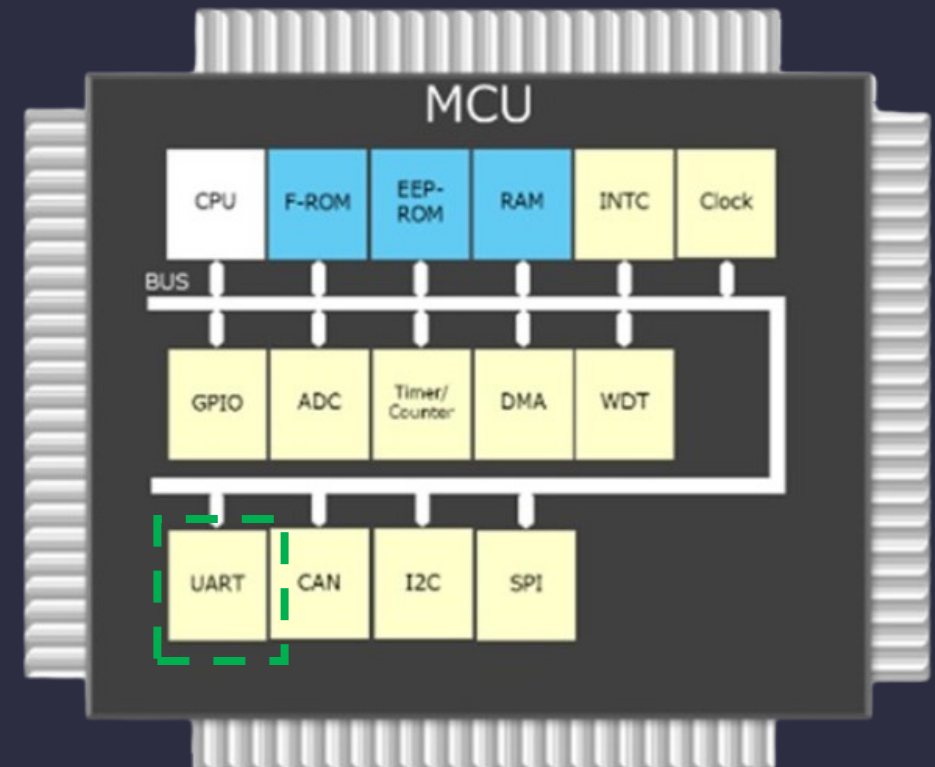 MCU
CPU
F-ROM
EEP-
ROM
RAM
INTC
Clock
BUS
GPIO
ADC
Timer/
Counter
DMA
WDT
UART
CAN
I2C
SPI